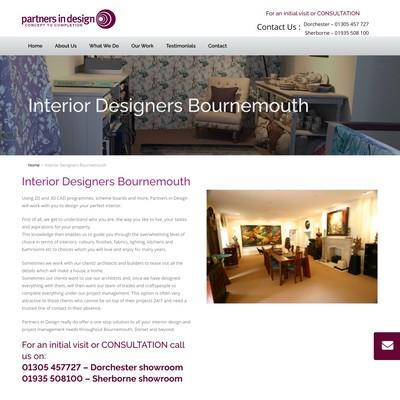 partners in design
CONCEPT TO COMPLETION
For an initial visit or CONSULTATION
Contact Us :
Dorchester – 01305 457 727
Sherborne – 01935 508 100
Home
About Us
What We Do
Our Work
Testimonials
Contact
Interior Designers Bournemouth
Home > Interior Designers Bournemouth
Interior Designers Bournemouth
Using 2D and 3D CAD programmes, scheme boards and more, Partners in Design
will work with you to design your perfect interior.
First of all, we get to understand who you are, the way you like to live, your tastes
and aspirations for your property.
This knowledge then enables us to guide you through the overwhelming level of
choice in terms of interiors; colours, finishes, fabrics, lighting, kitchens and
bathrooms etc to choices which you will love and enjoy for many years.
Sometimes we work with our clients' architects and builders to tease out all the
details which will make a house a home.
Sometimes our clients want to use our architects and, once we have designed
everything with them, will then want our team of trades and craftspeople to
complete everything under our project management. This option is often very
attractive to those clients who cannot be on top of their projects 24/7 and need a
trusted line of contact in their absence.
Partners in Design really do offer a one stop solution to all your interior design and
project management needs throughout Bournemouth, Dorset and beyond.
For an initial visit or CONSULTATION call
us on:
01305 457727 – Dorchester showroom
01935 508100 – Sherborne showroom